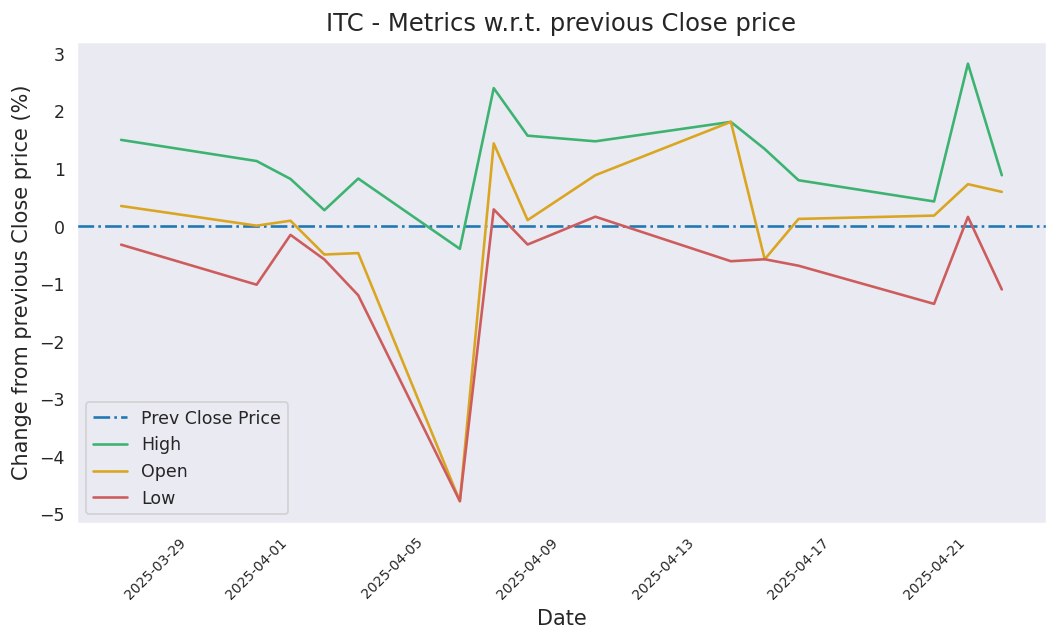 ITC - Metrics w.r.t. previous Close price
Change from previous Close price (%)
3
2
1
0
−1
−2
−3
−4
−5
Prev Close Price
High
Open
Low
2025-03-29
2025-04-01
2025-04-05
2025-04-09
2025-04-13
2025-04-17
2025-04-21
Date